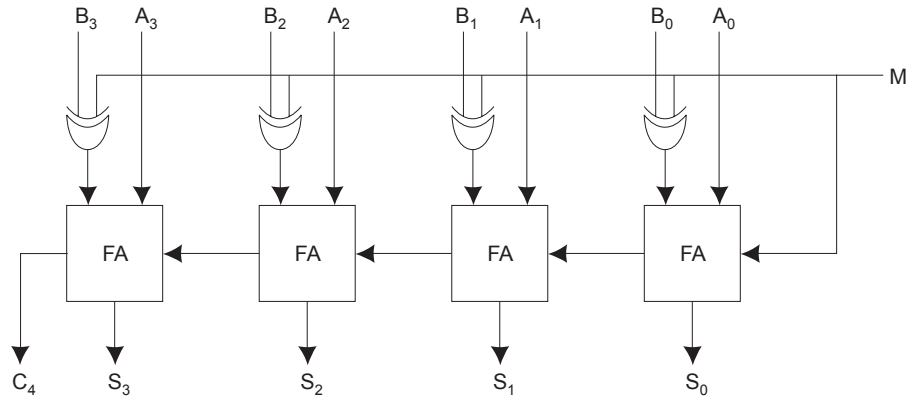 B₃ A₃ B₂ A₂ B₁ A₁ B₀ A₀
M
FA FA FA FA
C₄ S₃ S₂ S₁ S₀